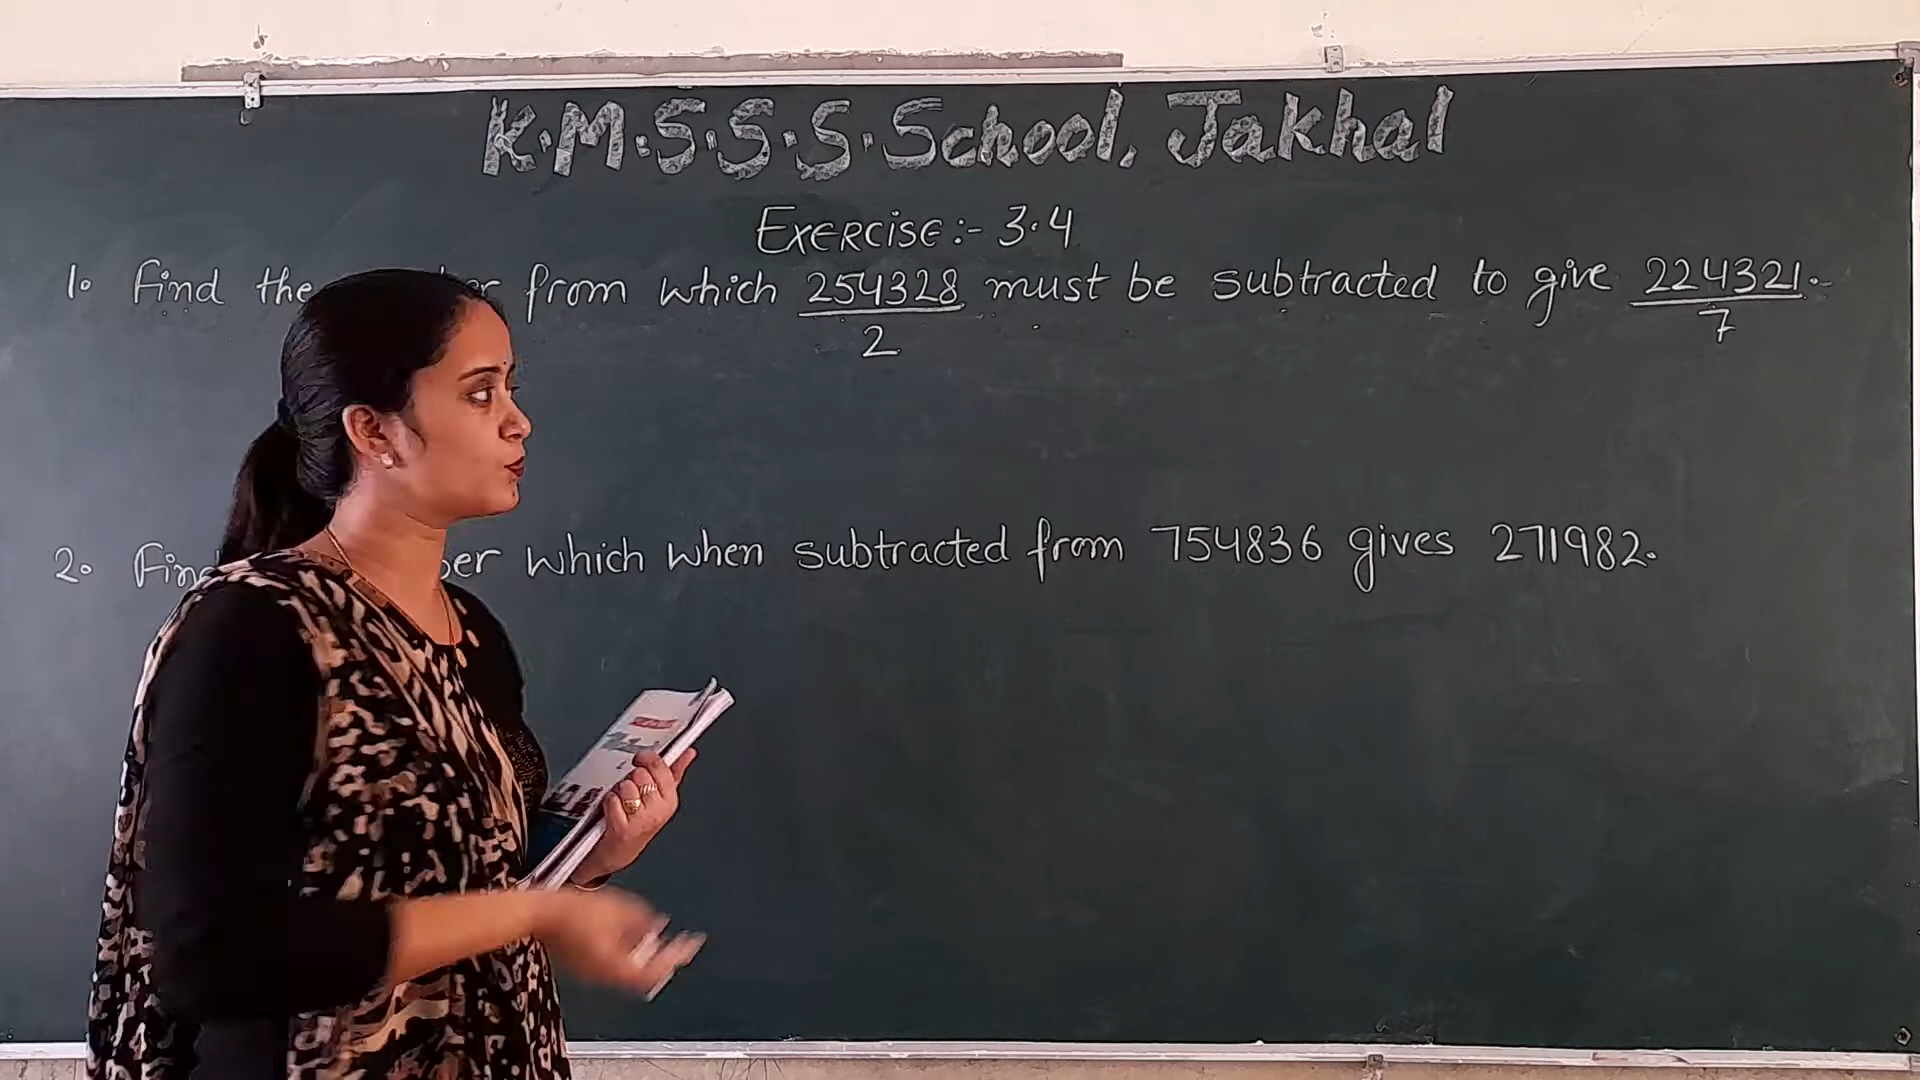 K.M.S.S.S. School, Jakhal
Exercise:- 3.4
1. Find the from which 254328 must be subtracted to give 224321.
2 7
2. which when subtracted from 754836 gives 271982.